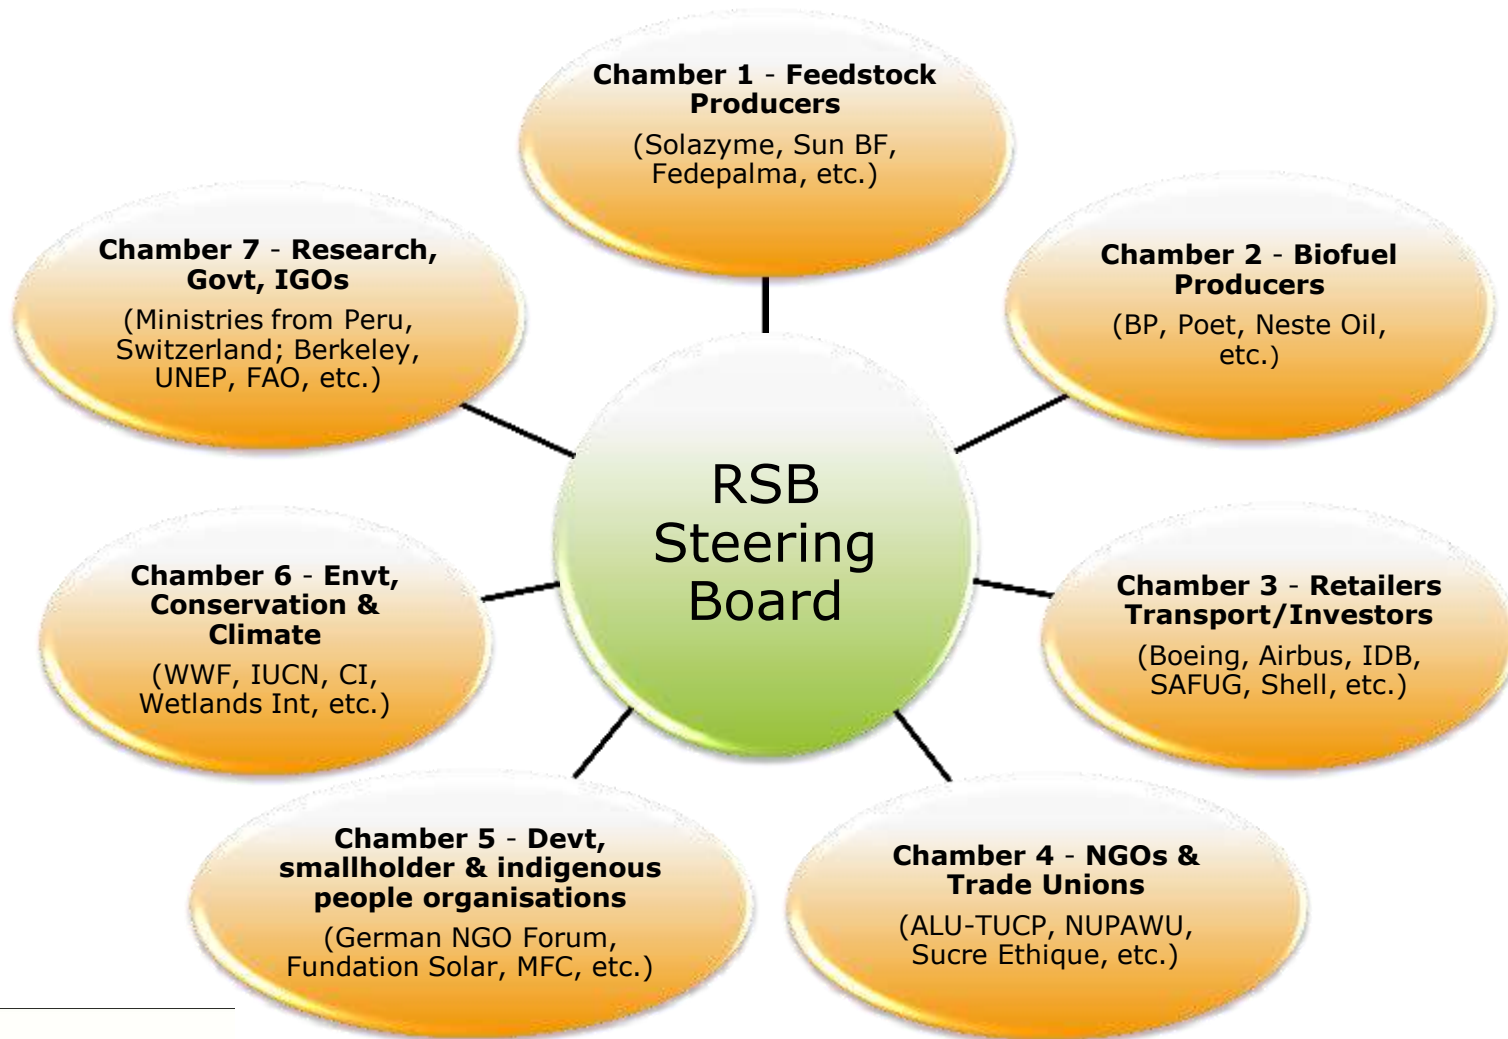 Chamber 1 - Feedstock
Producers
(Solazyme, Sun BF,
Fedepalma, etc.)
Chamber 2 - Biofuel
Producers
(BP, Poet, Neste Oil,
etc.)
Chamber 3 - Retailers
Transport/Investors
(Boeing, Airbus, IDB,
SAFUG, Shell, etc.)
Chamber 4 - NGOs &
Trade Unions
(ALU-TUCP, NUPAWU,
Sucre Ethique, etc.)
Chamber 5 - Devt,
smallholder & indigenous
people organisations
(German NGO Forum,
Fundation Solar, MFC, etc.)
Chamber 6 - Envt,
Conservation &
Climate
(WWF, IUCN, CI,
Wetlands Int, etc.)
Chamber 7 - Research,
Govt, IGOs
(Ministries from Peru,
Switzerland; Berkeley,
UNEP, FAO, etc.)
RSB
Steering
Board